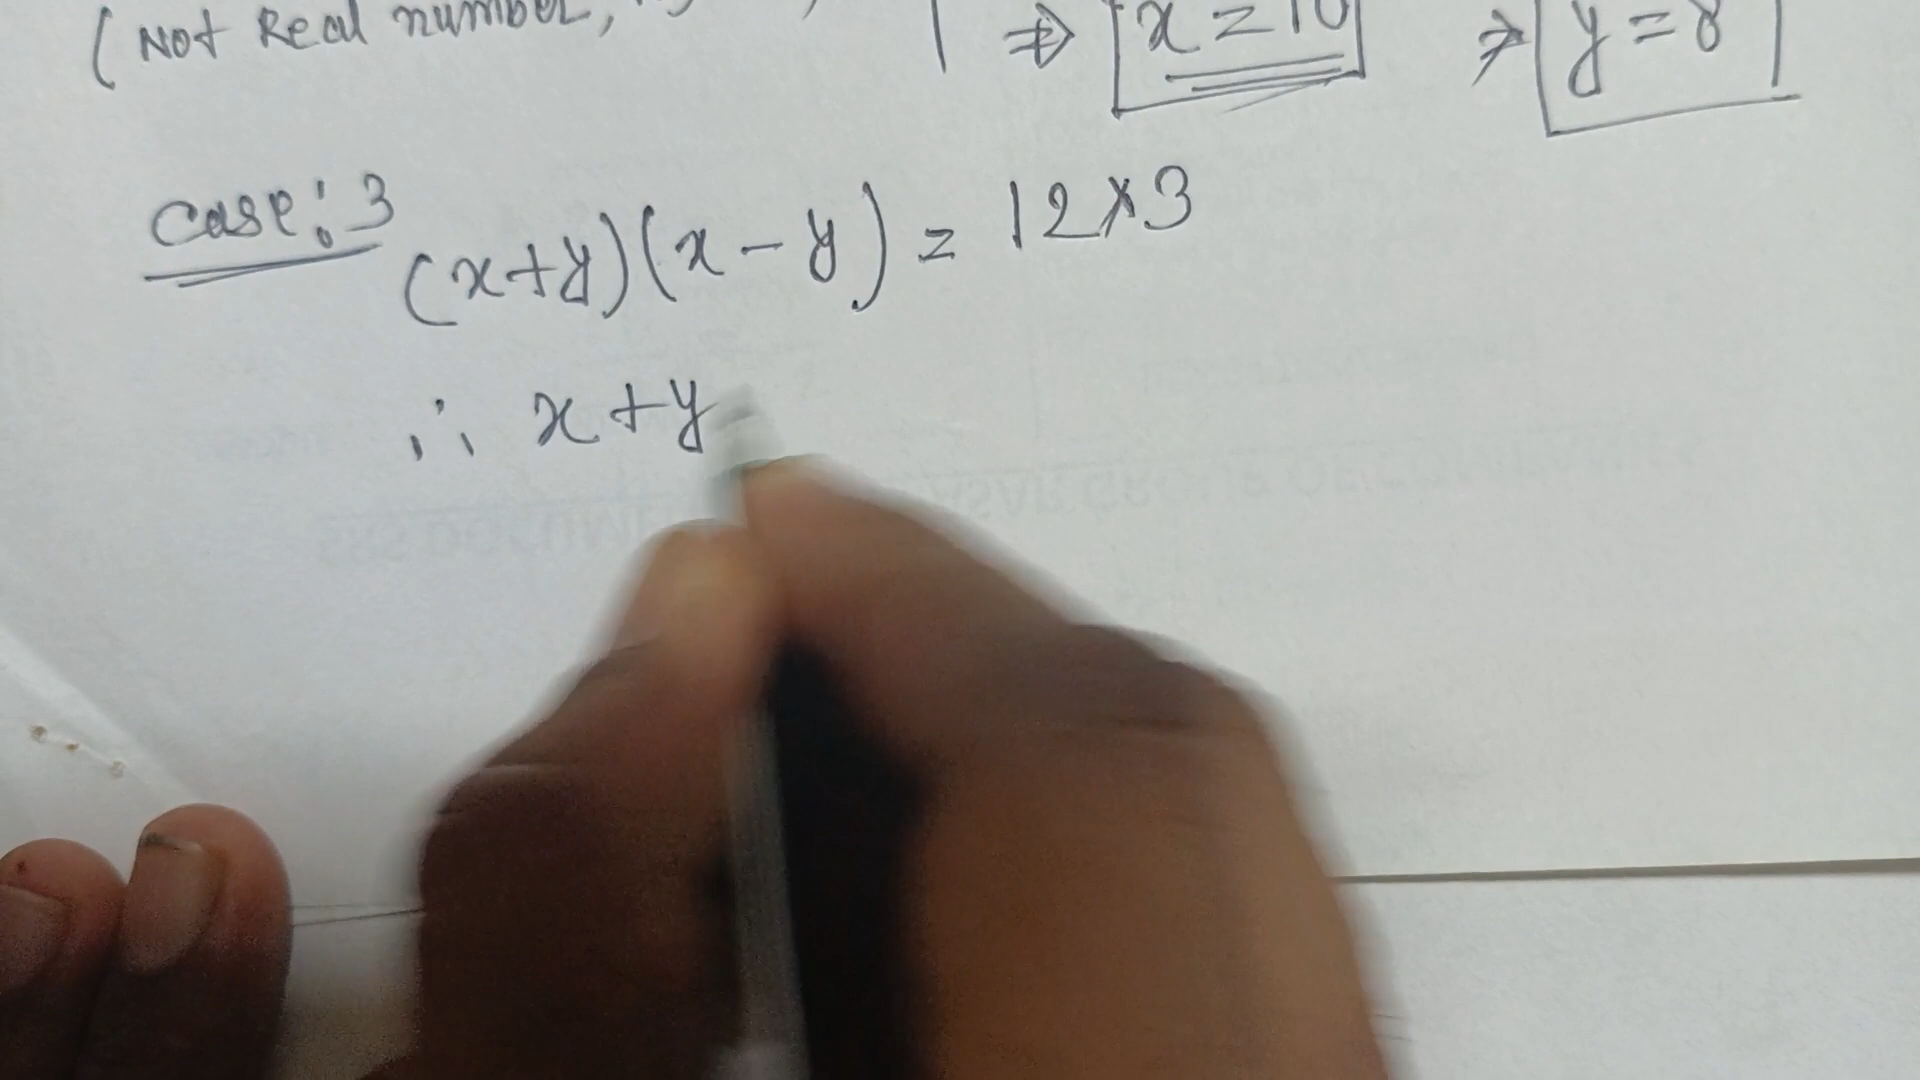 (Not Real number,
⇒ x = 10 ⇒ y = 8
Case: 3
(x+y)(x-y) = 12×3
∴ x+y